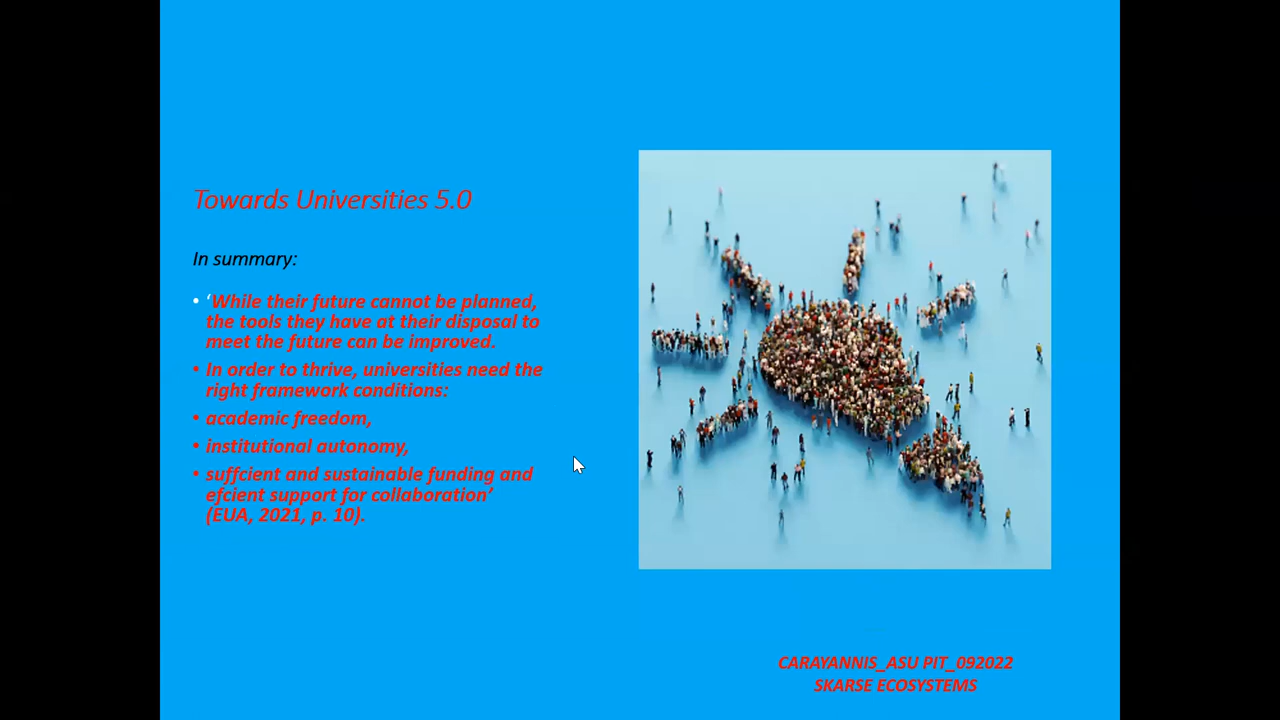 Towards Universities 5.0
In summary:
• ‘While their future cannot be planned,
the tools they have at their disposal to
meet the future can be improved.
• In order to thrive, universities need the
right framework conditions:
• academic freedom,
• institutional autonomy,
• suffcient and sustainable funding and
efcient support for collaboration’
(EUA, 2021, p. 10).
CARAYANNIS_ASU PIT_092022
SKARSE ECOSYSTEMS